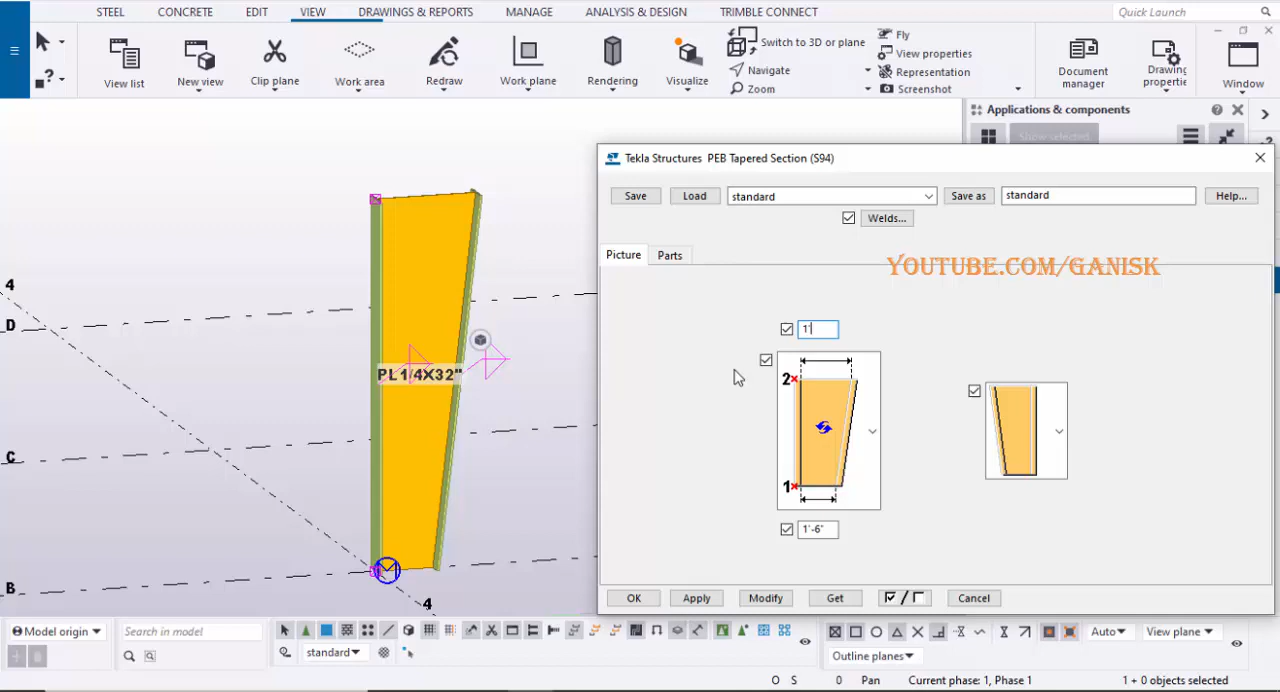 STEEL CONCRETE EDIT VIEW DRAWINGS & REPORTS MANAGE ANALYSIS & DESIGN TRIMBLE CONNECT Quick Launch
View list New view Clip plane Work area Redraw Work plane Rendering Visualize
Switch to 3D or plane
Navigate
Zoom
Fly
View properties
Representation
Screenshot
Document
manager
Drawing
propertie
Window
Applications & components
Show selected
Tekla Structures PEB Tapered Section (S94)
Save Load standard Save as standard Help...
Welds...
Picture Parts
YOUTUBE.COM/GANISK
1'
2
1
1'-6"
OK Apply Modify Get / Cancel
4
D
PL1/4X32"
C
B
4
Model origin Search in model
standard
Auto View plane
Outline planes
O S 0 Pan Current phase: 1, Phase 1 1 + 0 objects selected